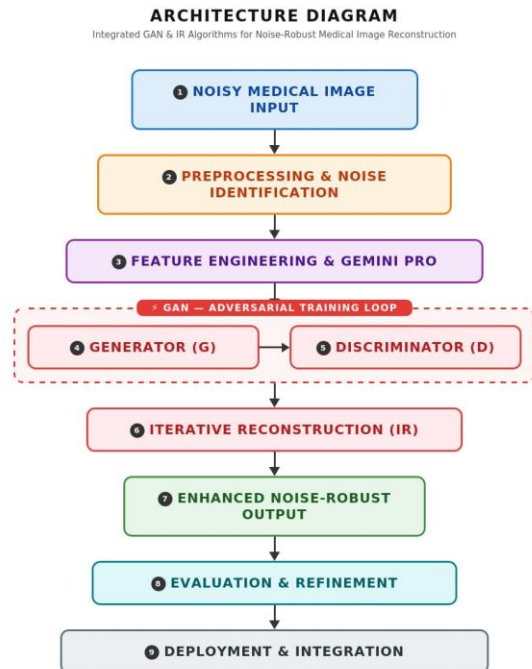 ARCHITECTURE DIAGRAM
Integrated GAN & IR Algorithms for Noise-Robust Medical Image Reconstruction
1 NOISY MEDICAL IMAGE
INPUT
2 PREPROCESSING & NOISE
IDENTIFICATION
3 FEATURE ENGINEERING & GEMINI PRO
⚡ GAN — ADVERSARIAL TRAINING LOOP
4 GENERATOR (G)
5 DISCRIMINATOR (D)
6 ITERATIVE RECONSTRUCTION (IR)
7 ENHANCED NOISE-ROBUST
OUTPUT
8 EVALUATION & REFINEMENT
9 DEPLOYMENT & INTEGRATION